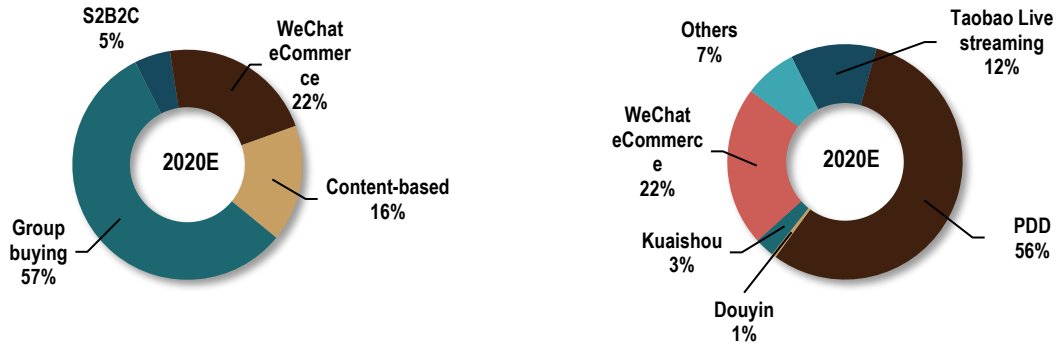 S2B2C
5%
WeChat
eCommer
ce
22%
2020E
Content-based
16%
Group
buying
57%
Taobao Live
streaming
12%
Others
7%
WeChat
eCommerc
e
22%
2020E
PDD
56%
Kuaishou
3%
Douyin
1%